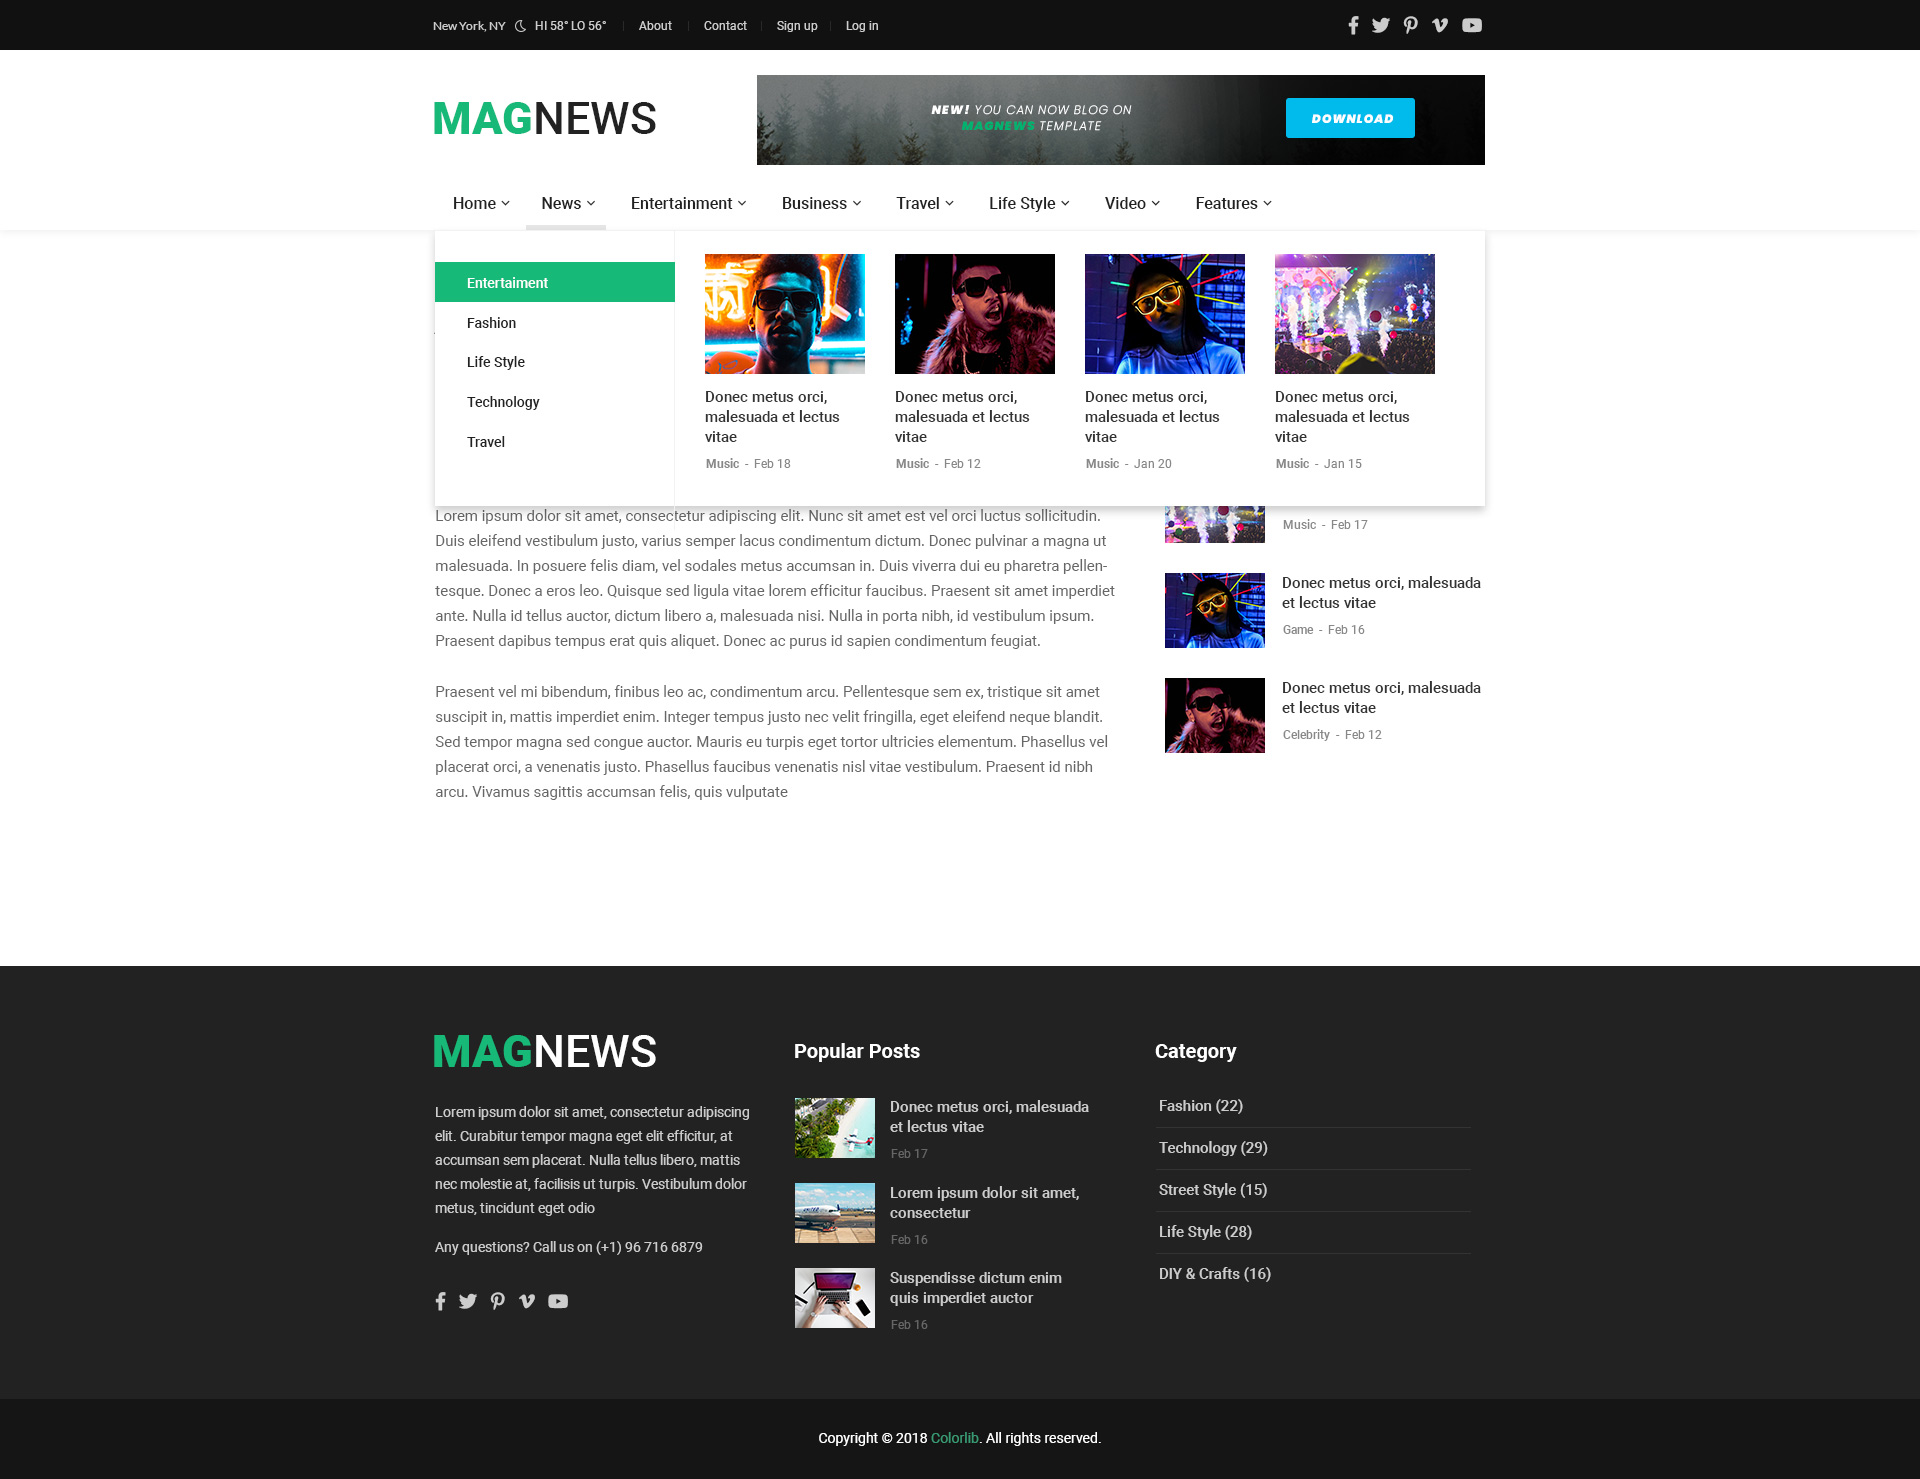 New York, NY HI 58° LO 56° About Contact Sign up Log in
MAGNEWS
NEW! YOU CAN NOW BLOG ON
MAGNEWS TEMPLATE
DOWNLOAD
Home News Entertainment Business Travel Life Style Video Features
Entertaiment
Fashion
Life Style
Technology
Travel
Donec metus orci,
malesuada et lectus
vitae
Music - Feb 18
Donec metus orci,
malesuada et lectus
vitae
Music - Feb 12
Donec metus orci,
malesuada et lectus
vitae
Music - Jan 20
Donec metus orci,
malesuada et lectus
vitae
Music - Jan 15
Lorem ipsum dolor sit amet, consectetur adipiscing elit. Nunc sit amet est vel orci luctus sollicitudin.
Duis eleifend vestibulum justo, varius semper lacus condimentum dictum. Donec pulvinar a magna ut
malesuada. In posuere felis diam, vel sodales metus accumsan in. Duis viverra dui eu pharetra pellen-
tesque. Donec a eros leo. Quisque sed ligula vitae lorem efficitur faucibus. Praesent sit amet imperdiet
ante. Nulla id tellus auctor, dictum libero a, malesuada nisi. Nulla in porta nibh, id vestibulum ipsum.
Praesent dapibus tempus erat quis aliquet. Donec ac purus id sapien condimentum feugiat.
Praesent vel mi bibendum, finibus leo ac, condimentum arcu. Pellentesque sem ex, tristique sit amet
suscipit in, mattis imperdiet enim. Integer tempus justo nec velit fringilla, eget eleifend neque blandit.
Sed tempor magna sed congue auctor. Mauris eu turpis eget tortor ultricies elementum. Phasellus vel
placerat orci, a venenatis justo. Phasellus faucibus venenatis nisl vitae vestibulum. Praesent id nibh
arcu. Vivamus sagittis accumsan felis, quis vulputate
Music - Feb 17
Donec metus orci, malesuada
et lectus vitae
Game - Feb 16
Donec metus orci, malesuada
et lectus vitae
Celebrity - Feb 12
MAGNEWS
Lorem ipsum dolor sit amet, consectetur adipiscing
elit. Curabitur tempor magna eget elit efficitur, at
accumsan sem placerat. Nulla tellus libero, mattis
nec molestie at, facilisis ut turpis. Vestibulum dolor
metus, tincidunt eget odio
Any questions? Call us on (+1) 96 716 6879
Popular Posts
Donec metus orci, malesuada
et lectus vitae
Feb 17
Lorem ipsum dolor sit amet,
consectetur
Feb 16
Suspendisse dictum enim
quis imperdiet auctor
Feb 16
Category
Fashion (22)
Technology (29)
Street Style (15)
Life Style (28)
DIY & Crafts (16)
Copyright © 2018 Colorlib. All rights reserved.